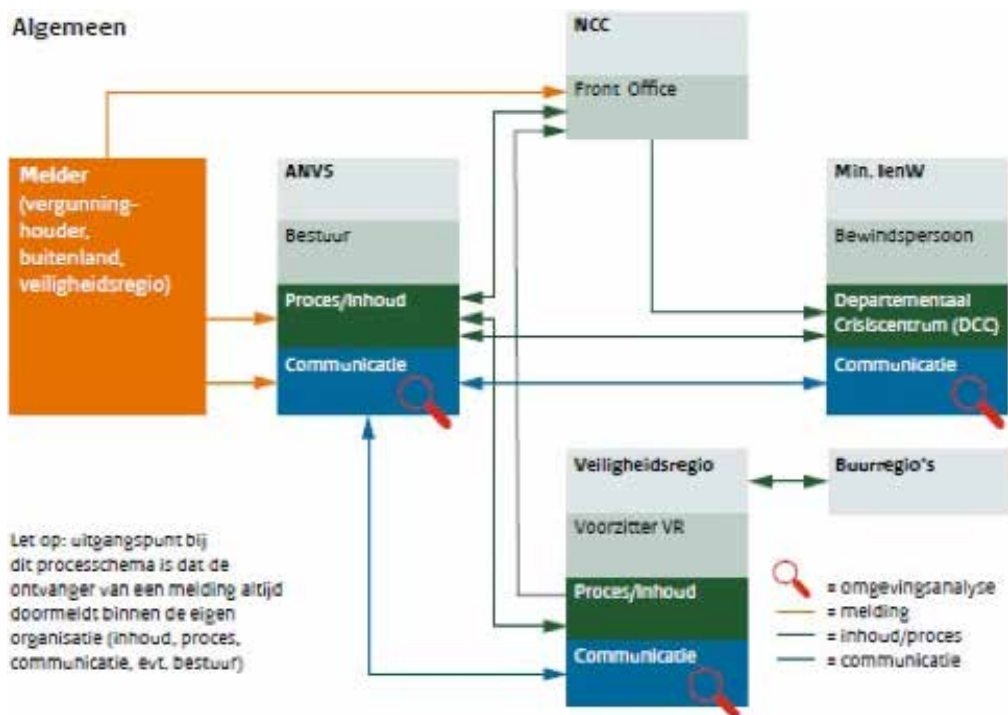 Algemeen
NCC
Front Office
Melder
(vergunning-
houder,
buitenland,
veiligheidsregio)
ANVS
Bestuur
Proces/Inhoud
Communicatie
Min. IenW
Bewindspersoon
Departementaal
Crisiscentrum (DCC)
Communicatie
Veiligheidsregio
Voorzitter VR
Proces/Inhoud
Communicatie
Buurregio's
Let op: uitgangspunt bij
dit processchema is dat de
ontvanger van een melding altijd
doormeldt binnen de eigen
organisatie (inhoud, proces,
communicatie, evt. bestuur)
= omgevingsanalyse
= melding
= inhoud/proces
= communicatie